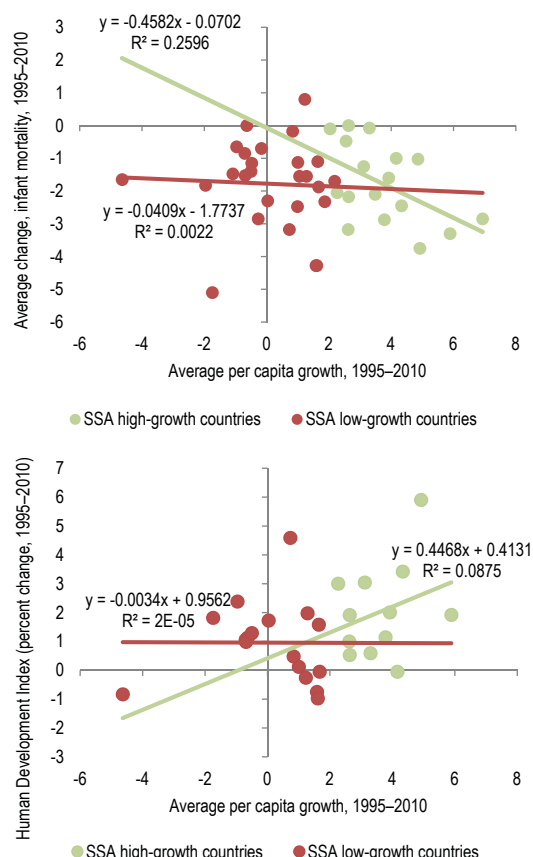 Average change, infant mortality, 1995–2010
y = -0.4582x - 0.0702
R² = 0.2596
3
2
1
0
-1
-2
-3
-4
-5
-6
y = -0.0409x - 1.7737
R² = 0.0022
-6 -4 -2 0 2 4 6 8
Average per capita growth, 1995–2010
SSA high-growth countries SSA low-growth countries
Human Development Index (percent change, 1995–2010)
7
6
5
4
3
2
1
0
-1
-2
-3
y = 0.4468x + 0.4131
R² = 0.0875
y = -0.0034x + 0.9562
R² = 2E-05
-6 -4 -2 0 2 4 6 8
Average per capita growth, 1995–2010
SSA high-growth countries SSA low-growth countries